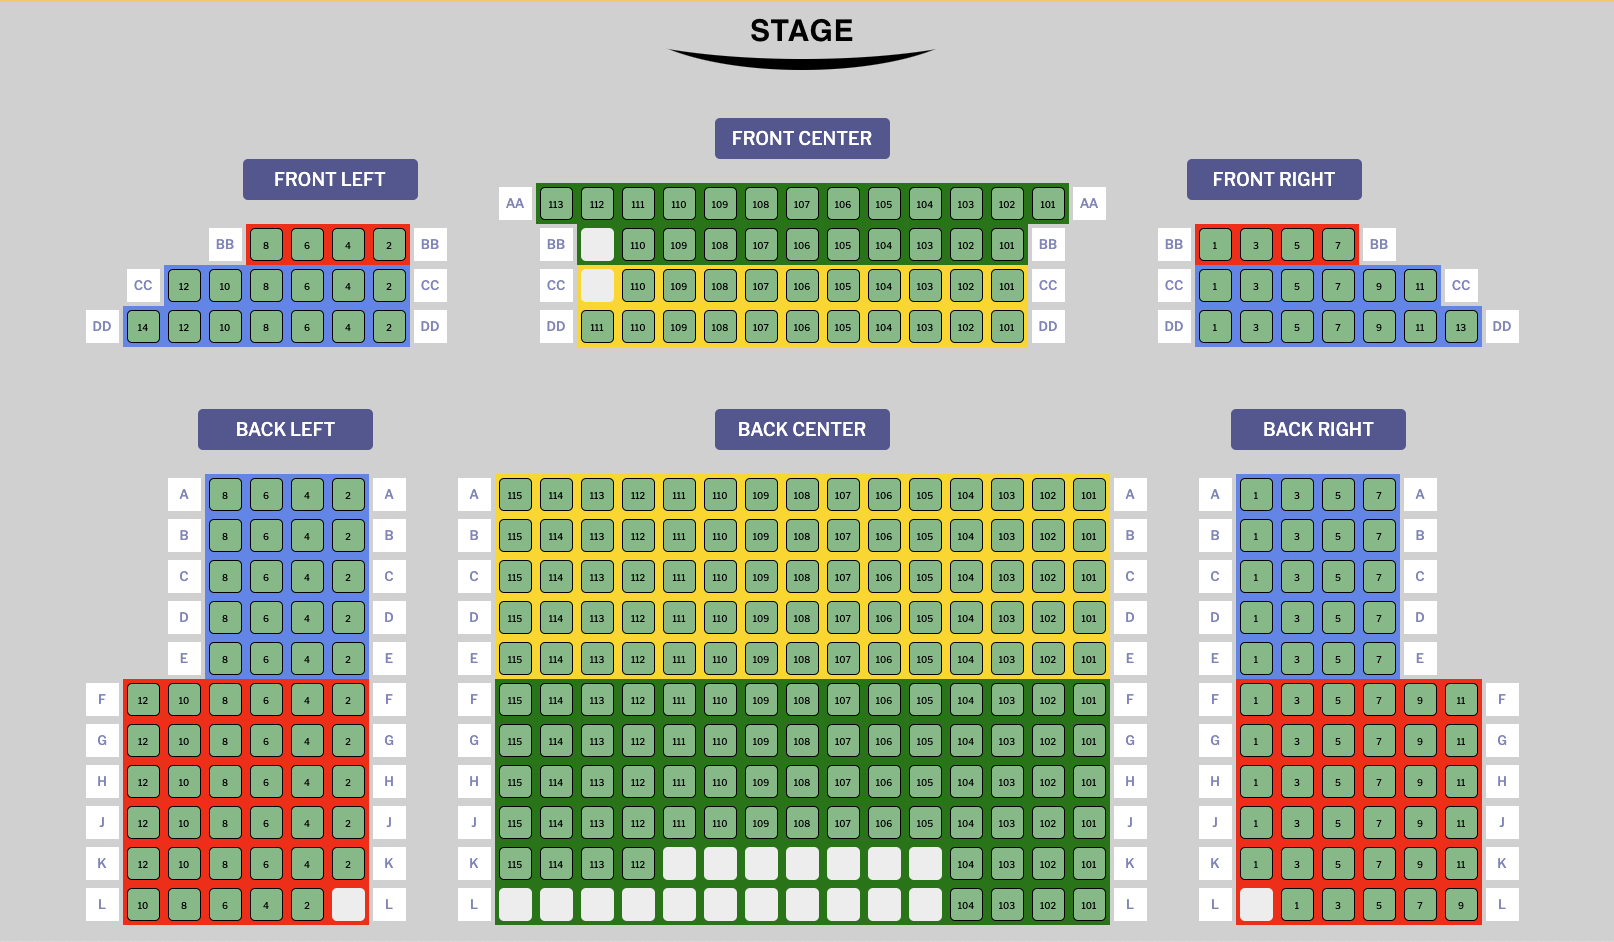 STAGE
FRONT CENTER
FRONT LEFT
FRONT RIGHT
AA 113 112 111 110 109 108 107 106 105 104 103 102 101 AA
BB 8 6 4 2 BB BB 110 109 108 107 106 105 104 103 102 101 BB BB 1 3 5 7 BB
CC 12 10 8 6 4 2 CC CC 110 109 108 107 106 105 104 103 102 101 CC CC 1 3 5 7 9 11 CC
DD 14 12 10 8 6 4 2 DD DD 111 110 109 108 107 106 105 104 103 102 101 DD DD 1 3 5 7 9 11 13 DD
BACK LEFT BACK CENTER BACK RIGHT
A 8 6 4 2 A A 115 114 113 112 111 110 109 108 107 106 105 104 103 102 101 A A 1 3 5 7 A
B 8 6 4 2 B B 115 114 113 112 111 110 109 108 107 106 105 104 103 102 101 B B 1 3 5 7 B
C 8 6 4 2 C C 115 114 113 112 111 110 109 108 107 106 105 104 103 102 101 C C 1 3 5 7 C
D 8 6 4 2 D D 115 114 113 112 111 110 109 108 107 106 105 104 103 102 101 D D 1 3 5 7 D
E 8 6 4 2 E E 115 114 113 112 111 110 109 108 107 106 105 104 103 102 101 E E 1 3 5 7 E
F 12 10 8 6 4 2 F F 115 114 113 112 111 110 109 108 107 106 105 104 103 102 101 F F 1 3 5 7 9 11 F
G 12 10 8 6 4 2 G G 115 114 113 112 111 110 109 108 107 106 105 104 103 102 101 G G 1 3 5 7 9 11 G
H 12 10 8 6 4 2 H H 115 114 113 112 111 110 109 108 107 106 105 104 103 102 101 H H 1 3 5 7 9 11 H
J 12 10 8 6 4 2 J J 115 114 113 112 111 110 109 108 107 106 105 104 103 102 101 J J 1 3 5 7 9 11 J
K 12 10 8 6 4 2 K K 115 114 113 112 104 103 102 101 K K 1 3 5 7 9 11 K
L 10 8 6 4 2 L L 104 103 102 101 L L 1 3 5 7 9 L